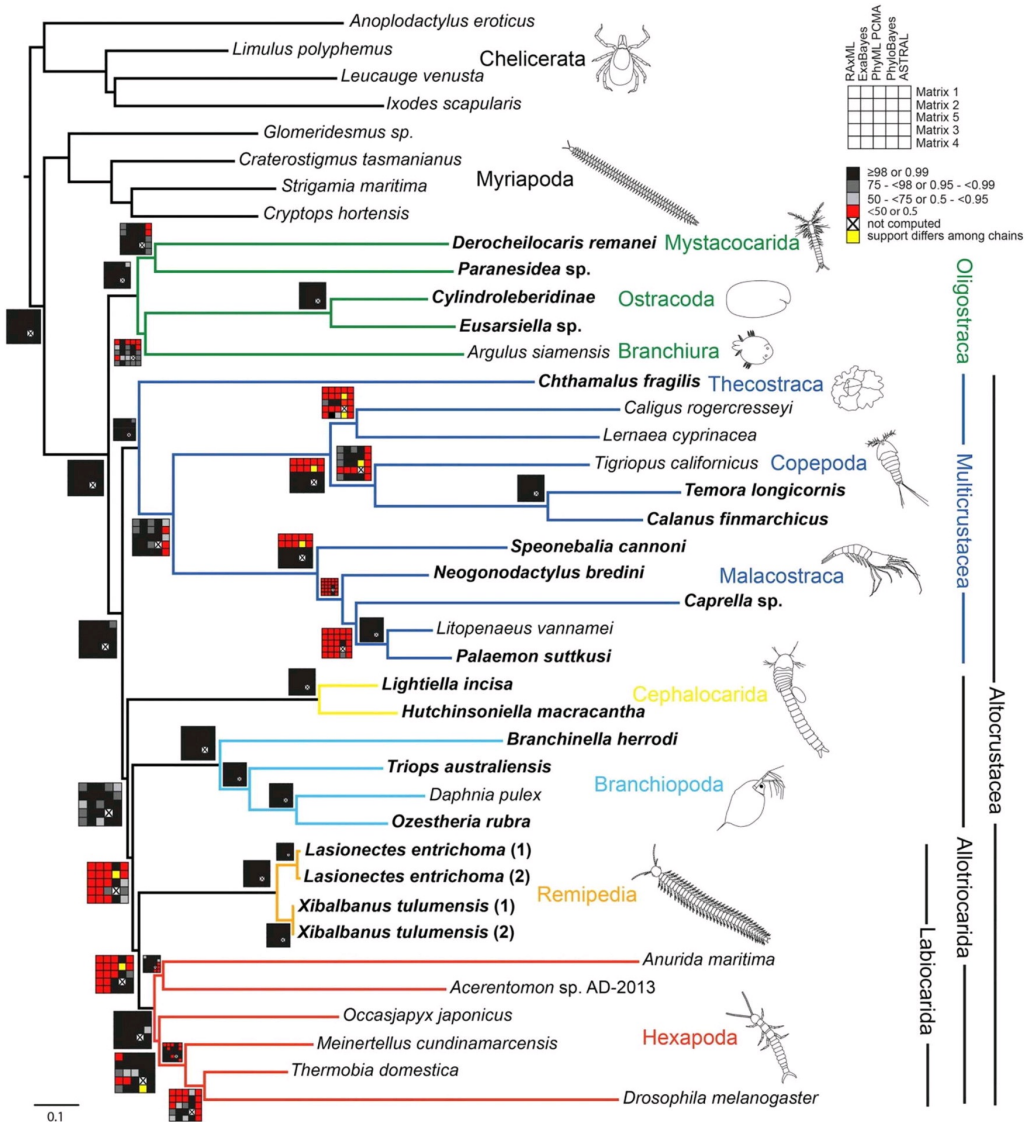 Anoplodactylus eroticus
Limulus polyphemus
Chelicerata
Leucauge venusta
Ixodes scapularis
RAxML
ExaBayes
PhyML PCMA
PhyloBayes
ASTRAL
Matrix 1
Matrix 2
Matrix 5
Matrix 3
Matrix 4
≥98 or 0.99
75 - <98 or 0.95 - <0.99
50 - <75 or 0.5 - <0.95
<50 or 0.5
not computed
support differs among chains
Glomeridesmus sp.
Craterostigmus tasmanianus
Myriapoda
Strigamia maritima
Cryptops hortensis
Derocheilocaris remanei
Mystacocarida
Paranesidea sp.
Cylindroleberidinae
Ostracoda
Eusarsiella sp.
Argulus siamensis
Branchiura
Oligostraca
Chthamalus fragilis
Thecostraca
Caligus rogercresseyi
Lernaea cyprinacea
Tigriopus californicus
Copepoda
Temora longicornis
Calanus finmarchicus
Multicrustacea
Speonebalia cannoni
Neogonodactylus bredini
Malacostraca
Caprella sp.
Litopenaeus vannamei
Palaemon suttkusi
Lightiella incisa
Cephalocarida
Hutchinsoniella macracantha
Altocrustacea
Branchinella herrodi
Triops australiensis
Branchiopoda
Daphnia pulex
Ozestheria rubra
Allotriocarida
Lasionectes entrichoma (1)
Lasionectes entrichoma (2)
Remipedia
Xibalbanus tulumensis (1)
Xibalbanus tulumensis (2)
Labiocarida
Anurida maritima
Acerentomon sp. AD-2013
Occasjapyx japonicus
Hexapoda
Meinertellus cundinamarcensis
Thermobia domestica
Drosophila melanogaster
0.1